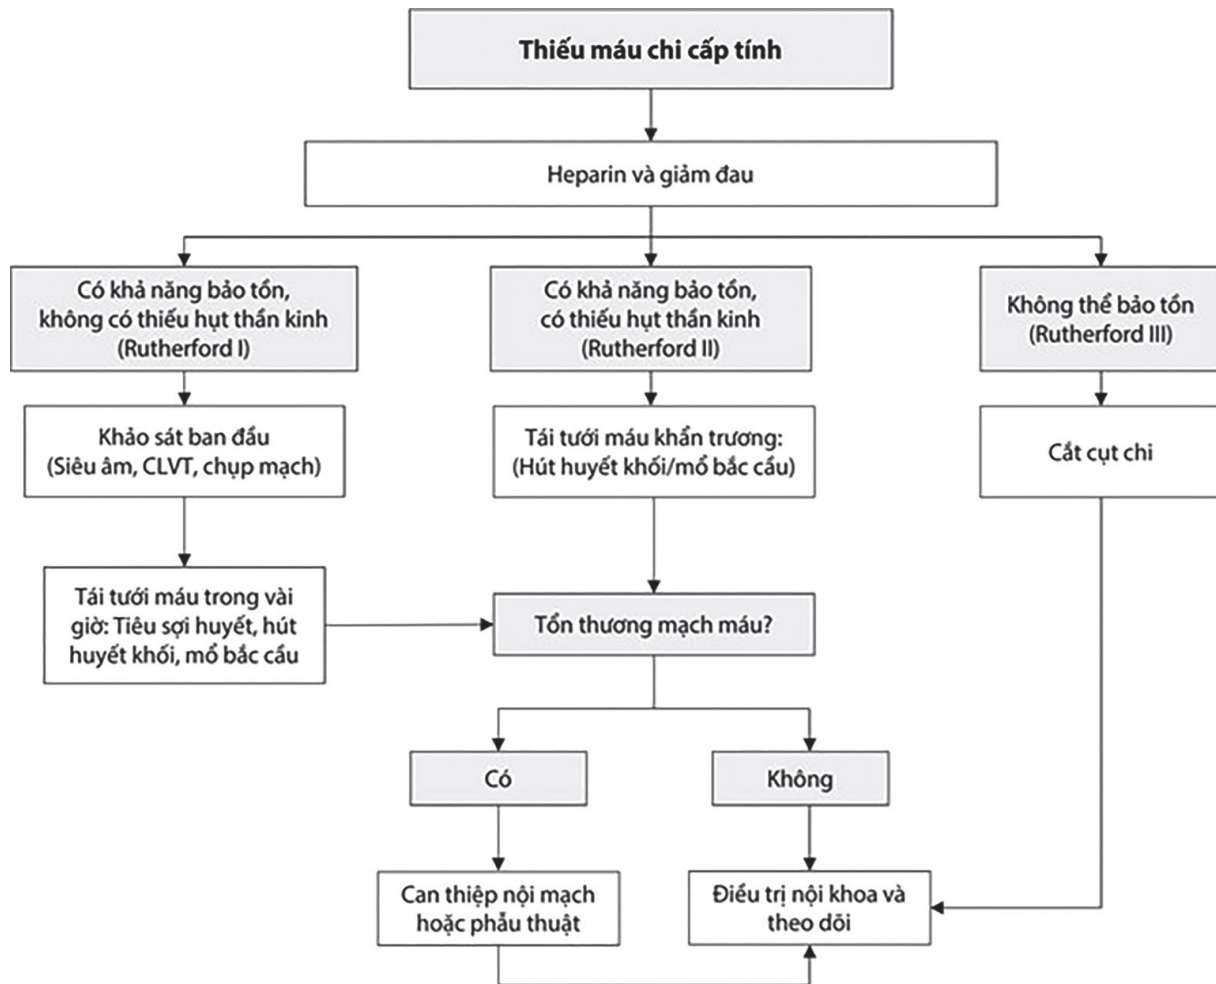 Thiếu máu chi cấp tính
Heparin và giảm đau
Có khả năng bảo tồn,
không có thiếu hụt thần kinh
(Rutherford I)
Có khả năng bảo tồn,
có thiếu hụt thần kinh
(Rutherford II)
Không thể bảo tồn
(Rutherford III)
Khảo sát ban đầu
(Siêu âm, CLVT, chụp mạch)
Tái tưới máu khẩn trương:
(Hút huyết khối/mổ bắc cầu)
Cắt cụt chi
Tái tưới máu trong vài
giờ: Tiêu sợi huyết, hút
huyết khối, mổ bắc cầu
Tổn thương mạch máu?
Có
Không
Can thiệp nội mạch
hoặc phẫu thuật
Điều trị nội khoa và
theo dõi